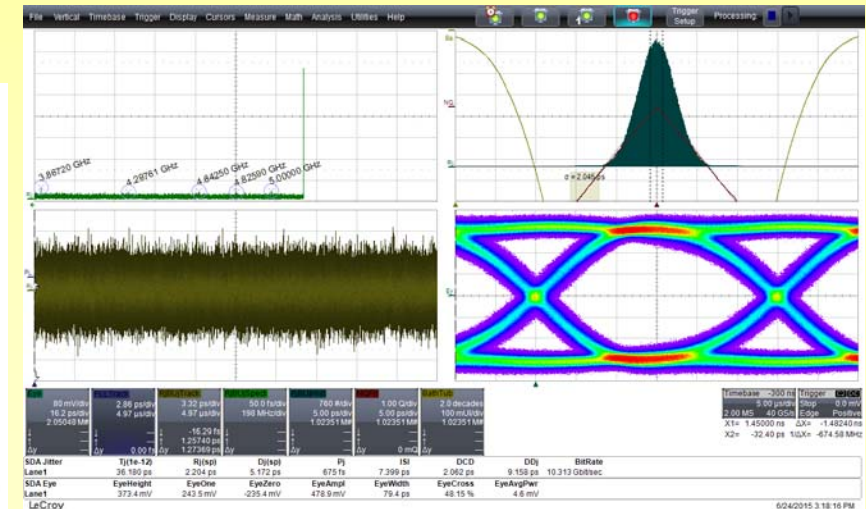 File Vertical Timebase Trigger Display Cursors Measure Math Analysis Utilities Help
Trigger Setup Processing:
3.86720 GHz 4.29761 GHz 4.64250 GHz 4.82590 GHz 5.00000 GHz
σ = 2.046 ps
80 mV/div 2.86 ps/div 3.32 ps/div 50.0 fs/div 760 #/div 1.00 Q/div 2.0 decades
16.2 ps/div 4.97 µs/div 4.97 µs/div 198 MHz/div 5.00 ps/div 5.00 ps/div 100 mUI/div
2.05048 M# 1.02351 M# 1.02351 M# 1.02351 M#
-16.29 fs
1.25740 ps
Δy 0.00 fs Δy 1.27369 ps Δy Δy Δy 0 mQ Δy
Timebase -300 ns Trigger
5.00 µs/div Stop 0.0 mV
2.00 MS 40 GS/s Edge Positive
X1= 1.45000 ns ΔX= -1.48240 ns
X2= -32.40 ps 1/ΔX= -674.58 MHz
SDA Jitter Tj(1e-12) Rj(sp) Dj(sp) Pj ISI DCD DDj BitRate
Lane1 36.180 ps 2.204 ps 5.172 ps 675 fs 7.399 ps 2.062 ps 9.158 ps 10.313 Gbit/sec
SDA Eye EyeHeight EyeOne EyeZero EyeAmpl EyeWidth EyeCross EyeAvgPwr
Lane1 373.4 mV 243.5 mV -235.4 mV 478.9 mV 79.4 ps 48.15 % 4.6 mV
LeCroy 6/24/2015 3:18:16 PM